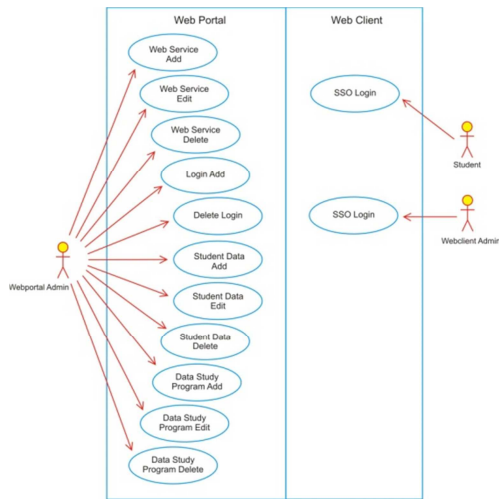 Web Portal
Web Client
Web Service
Add
Web Service
Edit
Web Service
Delete
Login Add
Delete Login
Student Data
Add
Student Data
Edit
Student Data
Delete
Data Study
Program Add
Data Study
Program Edit
Data Study
Program Delete
Webportal Admin
SSO Login
Student
SSO Login
Webclient Admin